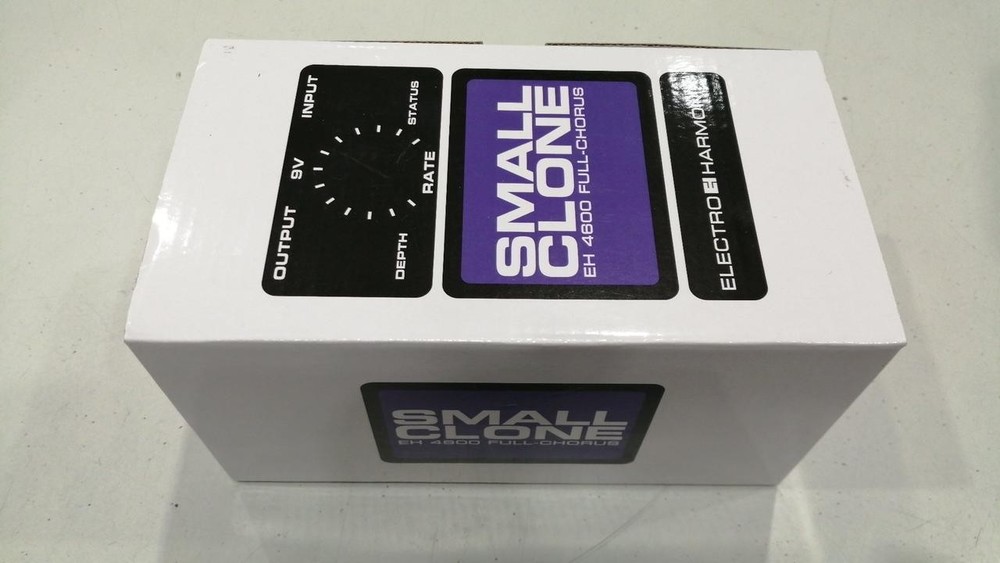 INPUT
9V
OUTPUT
STATUS
RATE
DEPTH
SMALL
CLONE
EH 4600 FULL-CHORUS
ELECTRO-HARMONIX
SMALL
CLONE
EH 4600 FULL-CHORUS